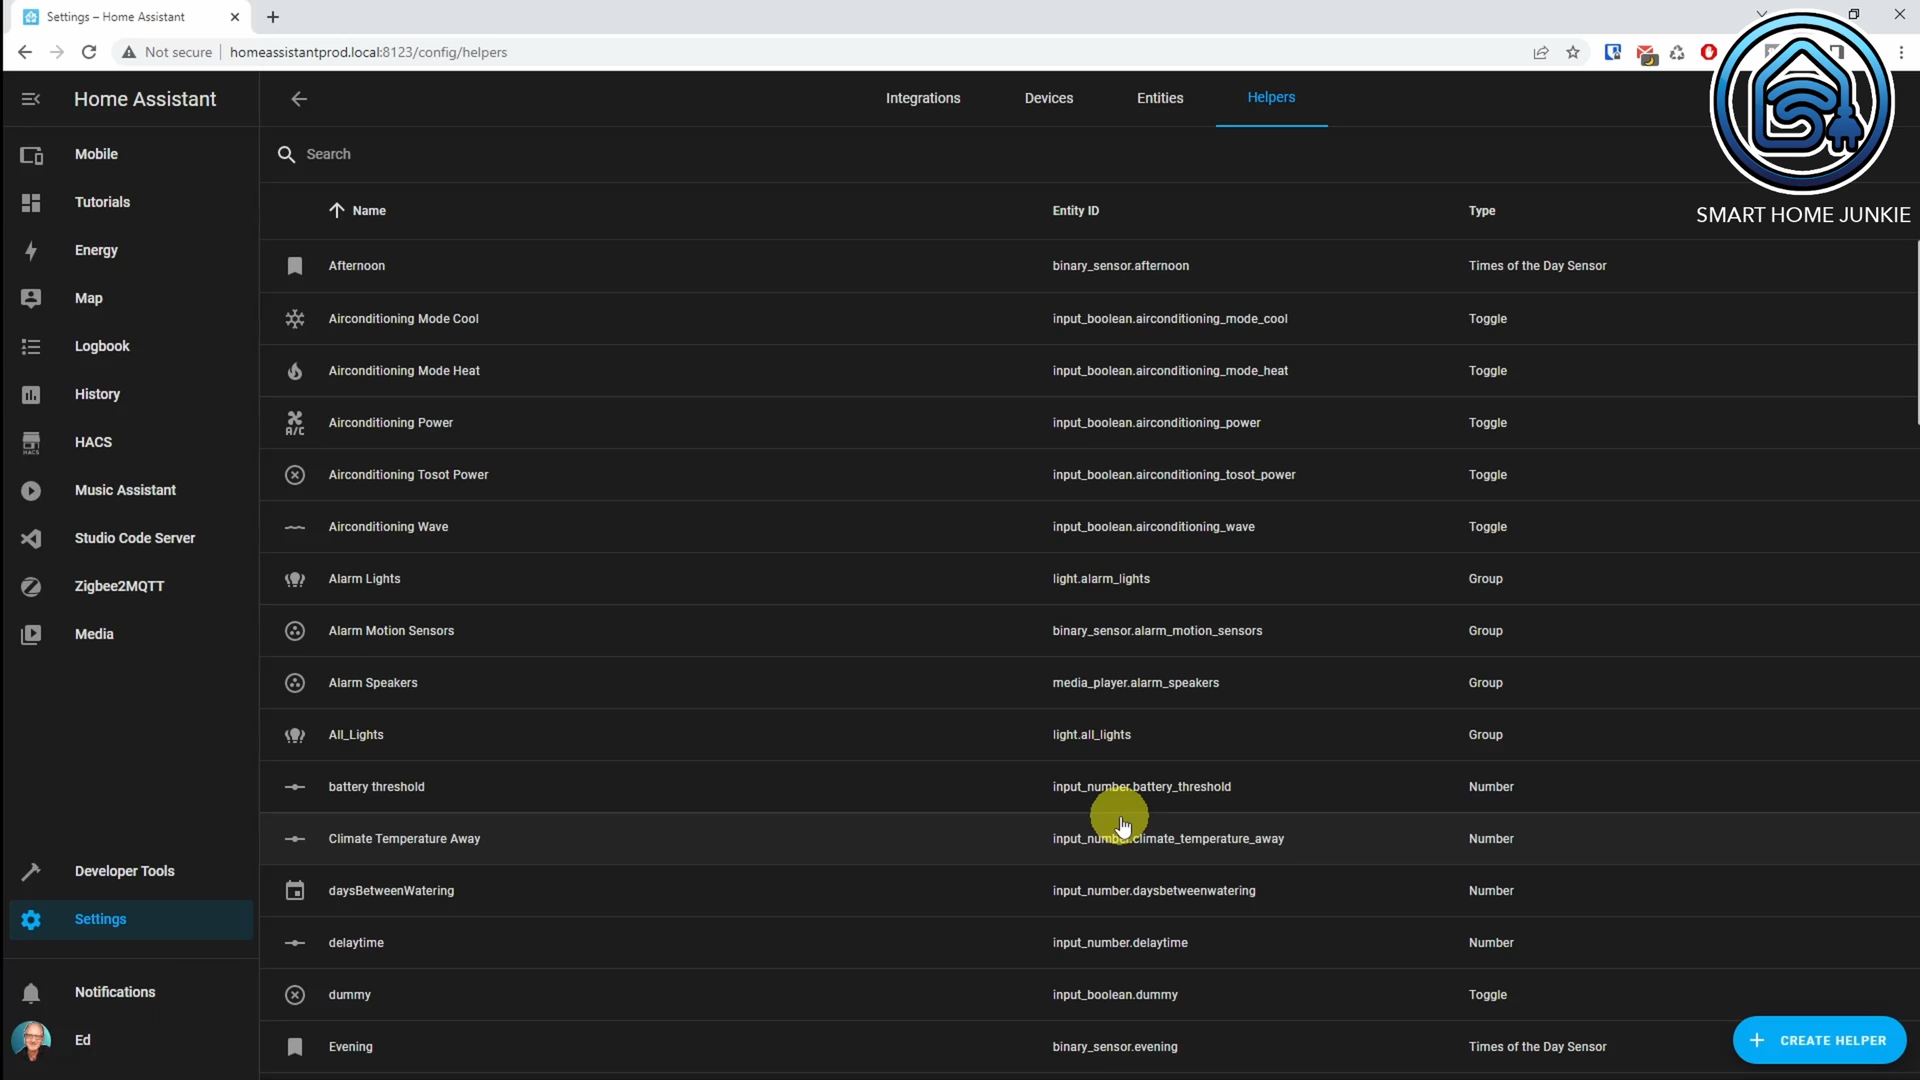 Settings – Home Assistant
Not secure
homeassistantprod.local:8123/config/helpers
Home Assistant
Integrations
Devices
Entities
Helpers
SMART HOME JUNKIE
Search
Name
Entity ID
Type
Mobile
Tutorials
Energy
Map
Logbook
History
HACS
HACS
Music Assistant
Studio Code Server
Zigbee2MQTT
Media
Developer Tools
Settings
Notifications
Ed
Afternoon
binary_sensor.afternoon
Times of the Day Sensor
Airconditioning Mode Cool
input_boolean.airconditioning_mode_cool
Toggle
Airconditioning Mode Heat
input_boolean.airconditioning_mode_heat
Toggle
A/C
Airconditioning Power
input_boolean.airconditioning_power
Toggle
Airconditioning Tosot Power
input_boolean.airconditioning_tosot_power
Toggle
Airconditioning Wave
input_boolean.airconditioning_wave
Toggle
Alarm Lights
light.alarm_lights
Group
Alarm Motion Sensors
binary_sensor.alarm_motion_sensors
Group
Alarm Speakers
media_player.alarm_speakers
Group
All_Lights
light.all_lights
Group
battery threshold
input_number.battery_threshold
Number
Climate Temperature Away
input_number.climate_temperature_away
Number
daysBetweenWatering
input_number.daysbetweenwatering
Number
delaytime
input_number.delaytime
Number
dummy
input_boolean.dummy
Toggle
Evening
binary_sensor.evening
Times of the Day Sensor
CREATE HELPER